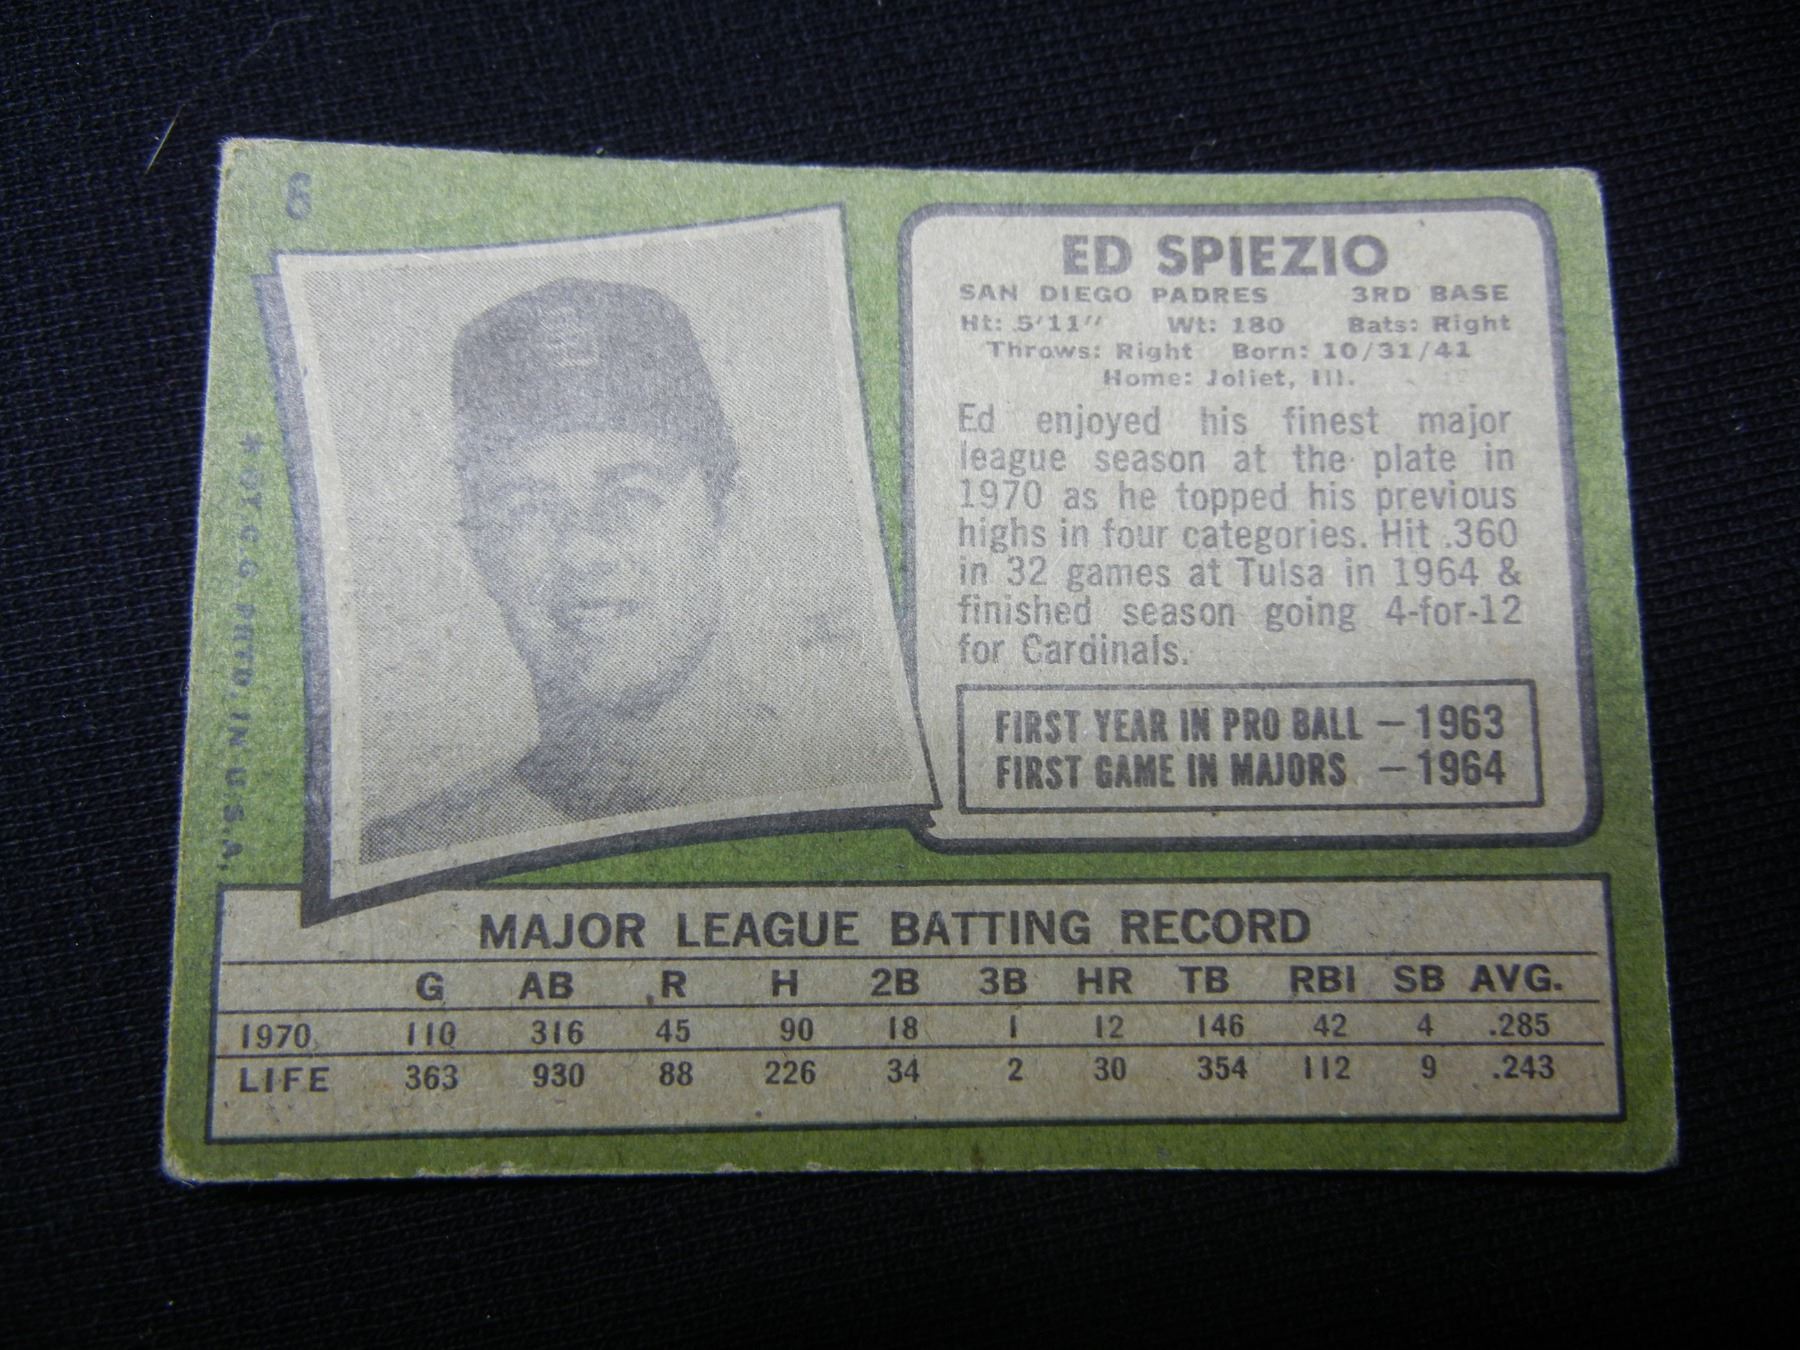 6
ED SPIEZIO
SAN DIEGO PADRES 3RD BASE
Ht: 5'11" Wt: 180 Bats: Right
Throws: Right Born: 10/31/41
Home: Joliet, Ill.
Ed enjoyed his finest major
league season at the plate in
1970 as he topped his previous
highs in four categories. Hit .360
in 32 games at Tulsa in 1964 &
finished season going 4-for-12
for Cardinals.
FIRST YEAR IN PRO BALL – 1963
FIRST GAME IN MAJORS – 1964
MAJOR LEAGUE BATTING RECORD
G AB R H 2B 3B HR TB RBI SB AVG.
1970 110 316 45 90 18 1 12 146 42 4 .285
LIFE 363 930 88 226 34 2 30 354 112 9 .243
PRTD. IN U.S.A.